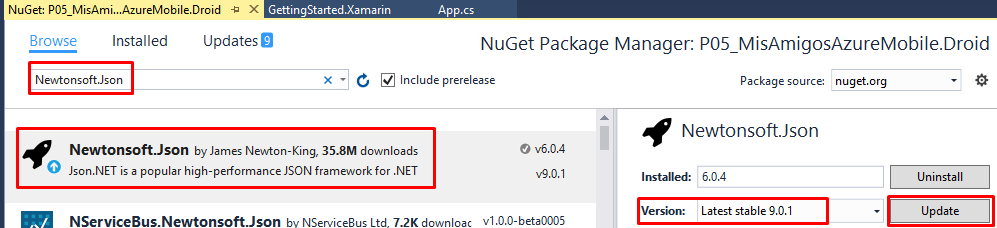 NuGet: P05_MisAmi...AzureMobile.Droid GettingStarted.Xamarin App.cs
Browse Installed Updates 9 NuGet Package Manager: P05_MisAmigosAzureMobile.Droid
Newtonsoft.Json Include prerelease Package source: nuget.org
Newtonsoft.Json by James Newton-King, 35.8M downloads v6.0.4 Newtonsoft.Json
Json.NET is a popular high-performance JSON framework for .NET v9.0.1 Installed: 6.0.4 Uninstall
NServiceBus.Newtonsoft.Json by NServiceBus Ltd, 7.2K downloac v1.0.0-beta0005 Version: Latest stable 9.0.1 Update